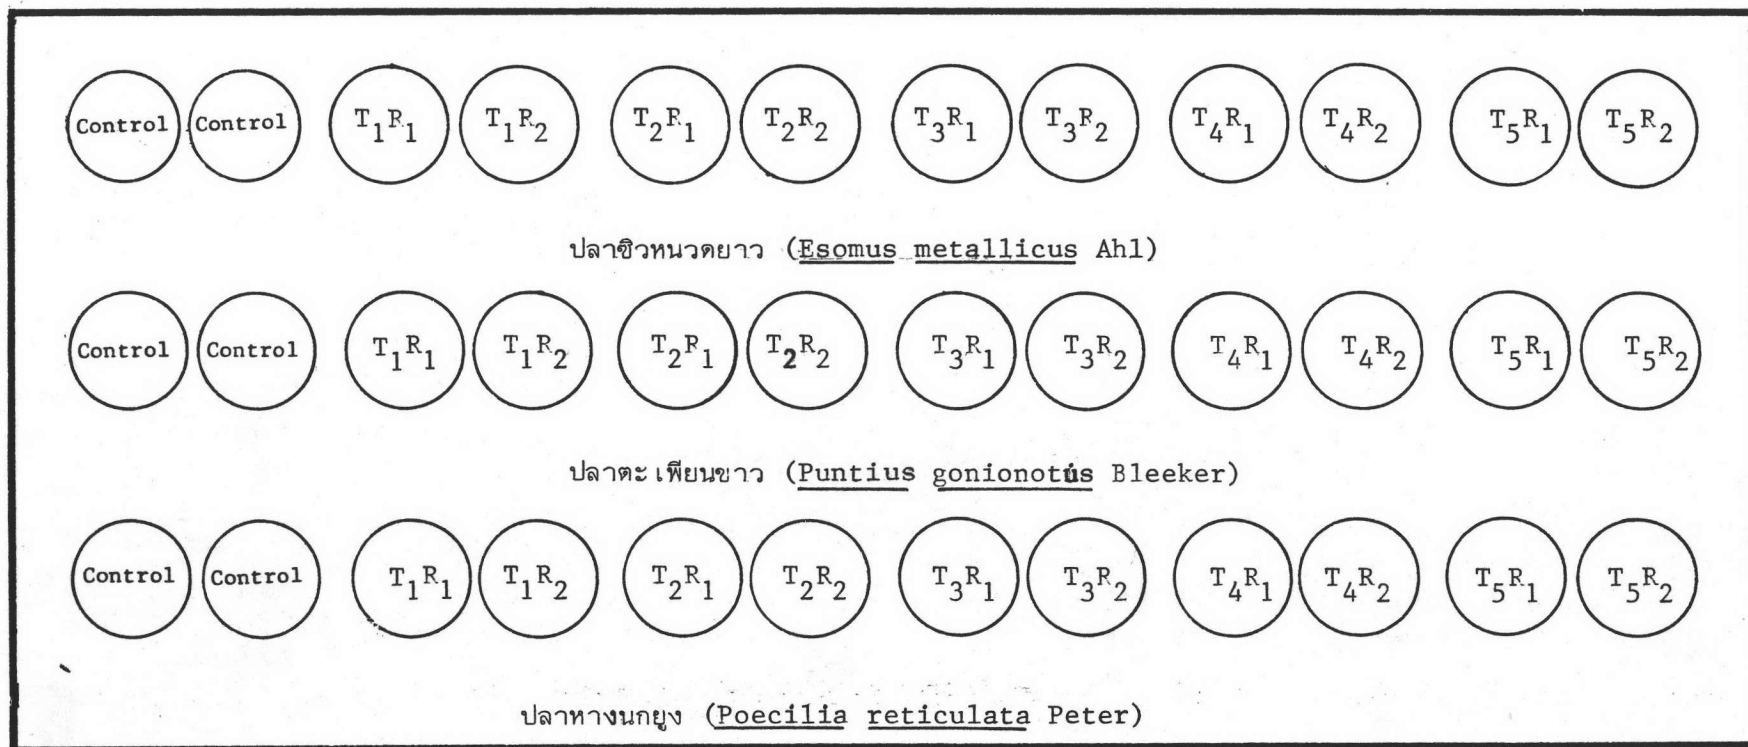 Control Control T₁R₁ T₁R₂ T₂R₁ T₂R₂ T₃R₁ T₃R₂ T₄R₁ T₄R₂ T₅R₁ T₅R₂
ปลาซิวหนวดยาว (Esomus metallicus Ahl)
Control Control T₁R₁ T₁R₂ T₂R₁ T₂R₂ T₃R₁ T₃R₂ T₄R₁ T₄R₂ T₅R₁ T₅R₂
ปลาตะเพียนขาว (Puntius gonionotus Bleeker)
Control Control T₁R₁ T₁R₂ T₂R₁ T₂R₂ T₃R₁ T₃R₂ T₄R₁ T₄R₂ T₅R₁ T₅R₂
ปลาหางนกยูง (Poecilia reticulata Peter)